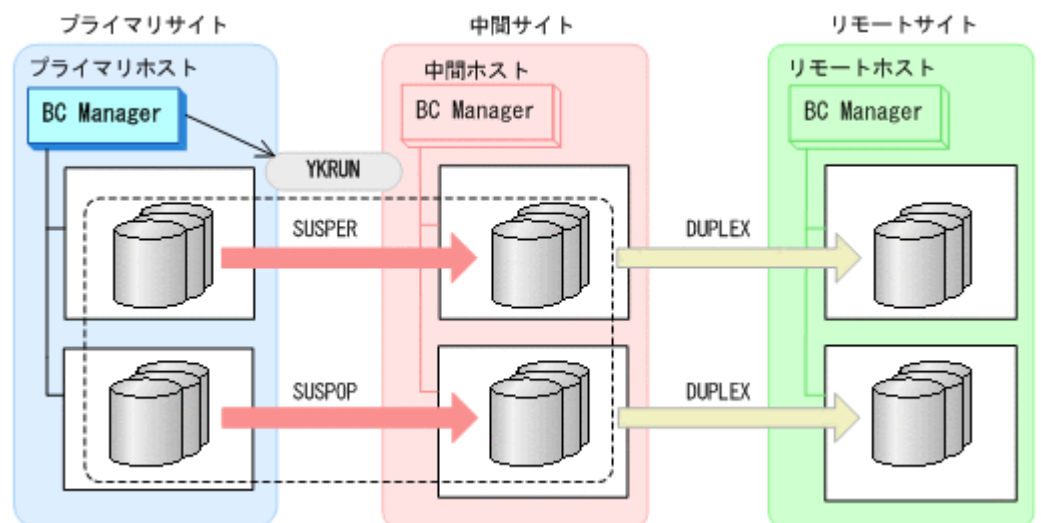 プライマリサイト
中間サイト
リモートサイト
プライマリホスト
中間ホスト
リモートホスト
BC Manager
BC Manager
BC Manager
YKRUN
SUSPER
DUPLEX
SUSPOP
DUPLEX